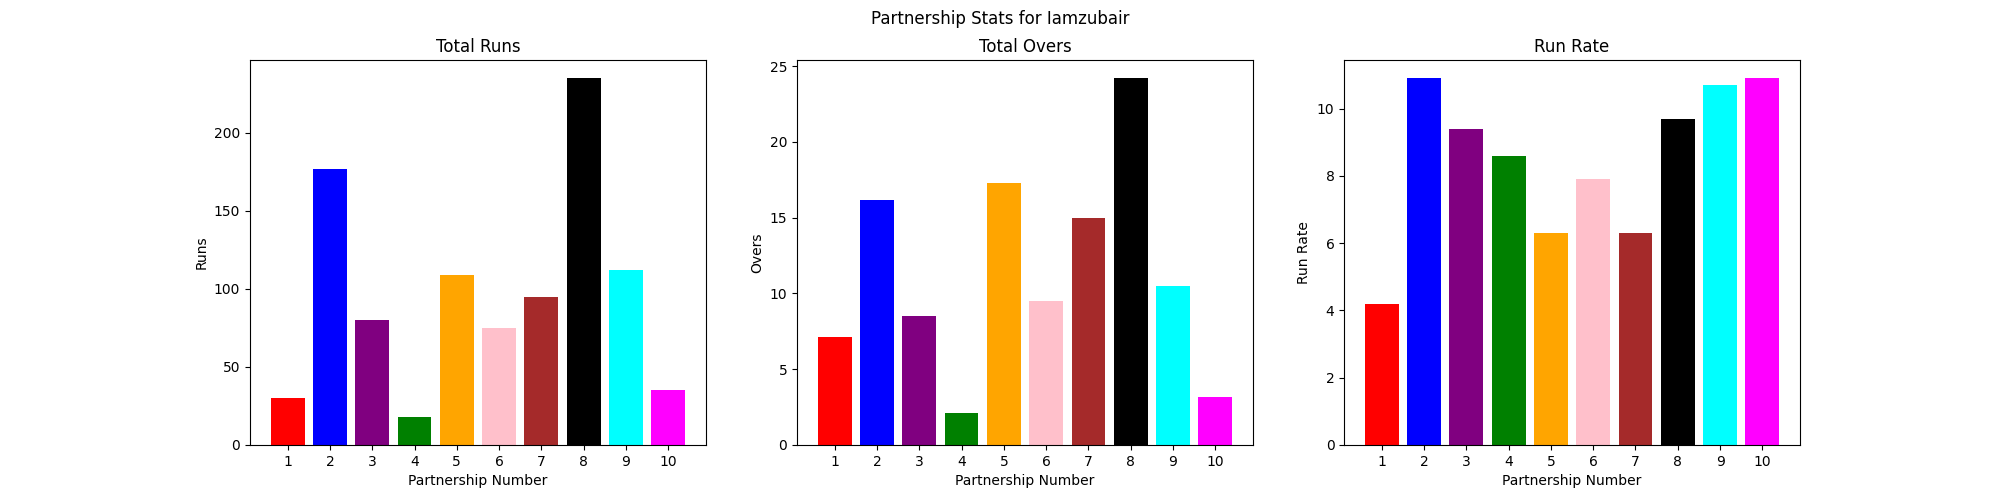 Partnership Stats for Iamzubair
Total Runs
Runs
200
150
100
50
0
1 2 3 4 5 6 7 8 9 10
Partnership Number
Total Overs
Overs
25
20
15
10
5
0
1 2 3 4 5 6 7 8 9 10
Partnership Number
Run Rate
Run Rate
10
8
6
4
2
0
1 2 3 4 5 6 7 8 9 10
Partnership Number